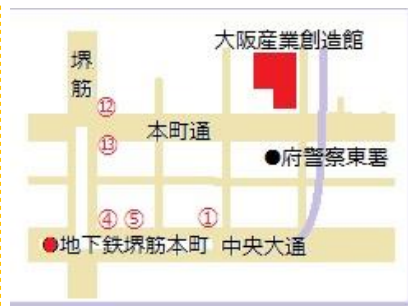 大阪産業創造館
堺
筋
⑫
本町通
⑬
●府警察東署
④ ⑤ ①
●地下鉄堺筋本町 中央大通